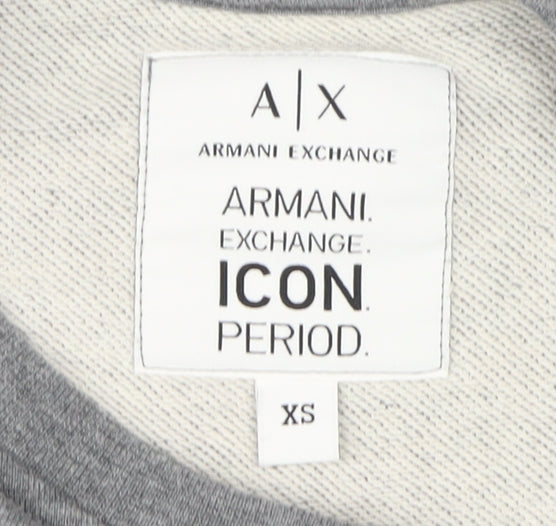 A|X
ARMANI EXCHANGE
ARMANI.
EXCHANGE.
ICON.
PERIOD.
XS